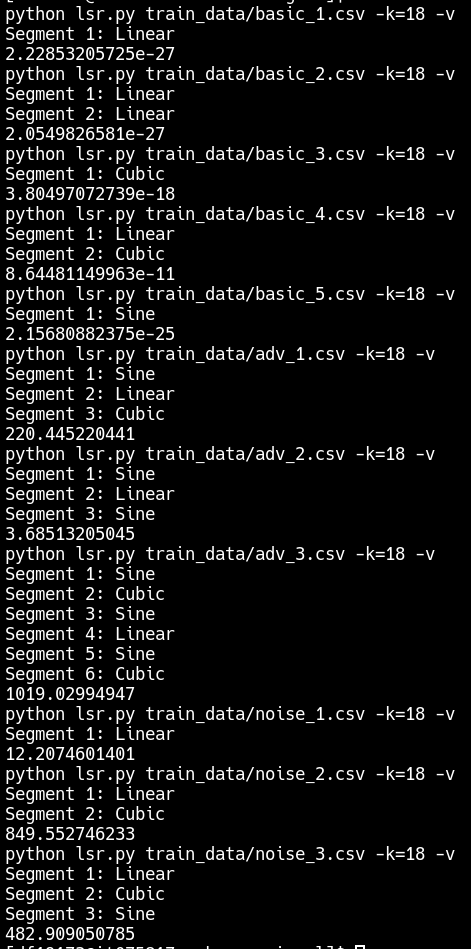 python lsr.py train_data/basic_1.csv -k=18 -v
Segment 1: Linear
2.22853205725e-27
python lsr.py train_data/basic_2.csv -k=18 -v
Segment 1: Linear
Segment 2: Linear
2.0549826581e-27
python lsr.py train_data/basic_3.csv -k=18 -v
Segment 1: Cubic
3.80497072739e-18
python lsr.py train_data/basic_4.csv -k=18 -v
Segment 1: Linear
Segment 2: Cubic
8.64481149963e-11
python lsr.py train_data/basic_5.csv -k=18 -v
Segment 1: Sine
2.15680882375e-25
python lsr.py train_data/adv_1.csv -k=18 -v
Segment 1: Sine
Segment 2: Linear
Segment 3: Cubic
220.445220441
python lsr.py train_data/adv_2.csv -k=18 -v
Segment 1: Sine
Segment 2: Linear
Segment 3: Sine
3.68513205045
python lsr.py train_data/adv_3.csv -k=18 -v
Segment 1: Sine
Segment 2: Cubic
Segment 3: Sine
Segment 4: Linear
Segment 5: Sine
Segment 6: Cubic
1019.02994947
python lsr.py train_data/noise_1.csv -k=18 -v
Segment 1: Linear
12.2074601401
python lsr.py train_data/noise_2.csv -k=18 -v
Segment 1: Linear
Segment 2: Cubic
849.552746233
python lsr.py train_data/noise_3.csv -k=18 -v
Segment 1: Linear
Segment 2: Cubic
Segment 3: Sine
482.909050785